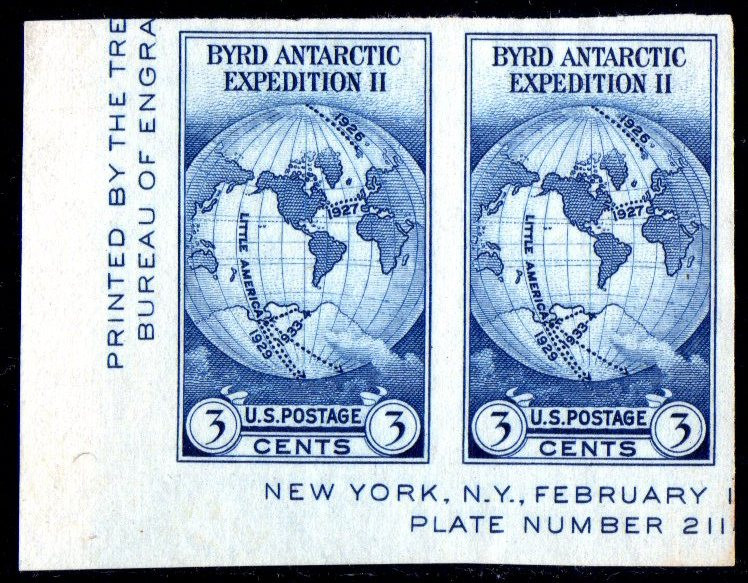 PRINTED BY THE TRE
BUREAU OF ENGRA
BYRD ANTARCTIC
EXPEDITION II
1926
1927
LITTLE AMERICA
1929
1933
3
U.S. POSTAGE
CENTS
3
BYRD ANTARCTIC
EXPEDITION II
1926
1927
LITTLE AMERICA
1929
1933
3
U.S. POSTAGE
CENTS
3
NEW YORK, N.Y., FEBRUARY 1
PLATE NUMBER 211